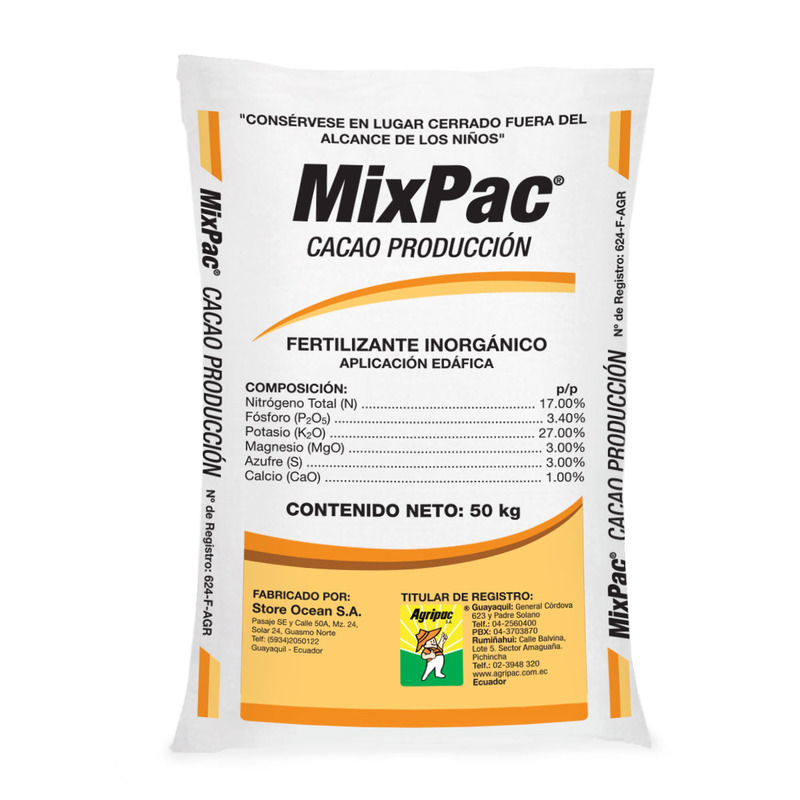 "CONSÉRVESE EN LUGAR CERRADO FUERA DEL
ALCANCE DE LOS NIÑOS"
MixPac®
CACAO PRODUCCIÓN
FERTILIZANTE INORGÁNICO
APLICACIÓN EDÁFICA
COMPOSICIÓN: p/p
Nitrógeno Total (N) 17.00%
Fósforo (P₂O₅) 3.40%
Potasio (K₂O) 27.00%
Magnesio (MgO) 3.00%
Azufre (S) 3.00%
Calcio (CaO) 1.00%
CONTENIDO NETO: 50 kg
FABRICADO POR:
Store Ocean S.A.
Pasaje SE y Calle 50A, Mz. 24,
Solar 24, Guasmo Norte
Telf: (5934)2050122
Guayaquil - Ecuador
TITULAR DE REGISTRO:
Agripac®
S.A.
Guayaquil: General Córdova
623 y Padre Solano
Telf.: 04-2560400
PBX: 04-3703870
Rumiñahui: Calle Balvina,
Lote 5. Sector Amaguaña.
Pichincha
Telf.: 02-3948 320
www.agripac.com.ec
Ecuador
MixPac® CACAO PRODUCCIÓN Nº de Registro: 624-F-AGR
MixPac® CACAO PRODUCCIÓN Nº de Registro: 624-F-AGR